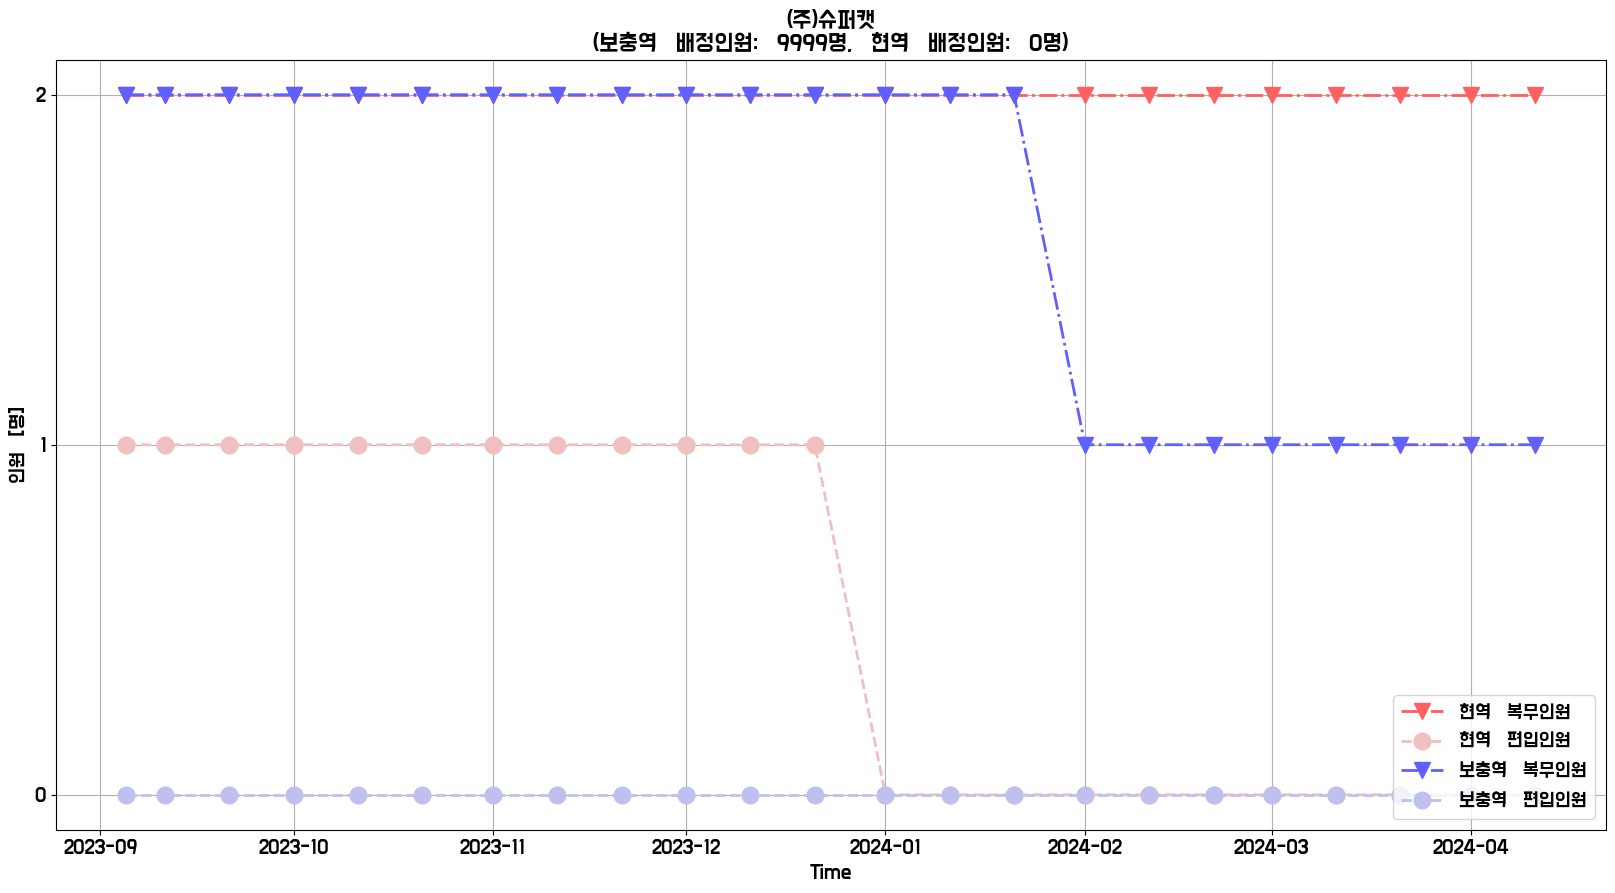 (주)슈퍼캣
(보충역 배정인원: 9999명, 현역 배정인원: 0명)
인원 [명]
2
1
0
현역 복무인원
현역 편입인원
보충역 복무인원
보충역 편입인원
2023-09 2023-10 2023-11 2023-12 2024-01 2024-02 2024-03 2024-04
Time